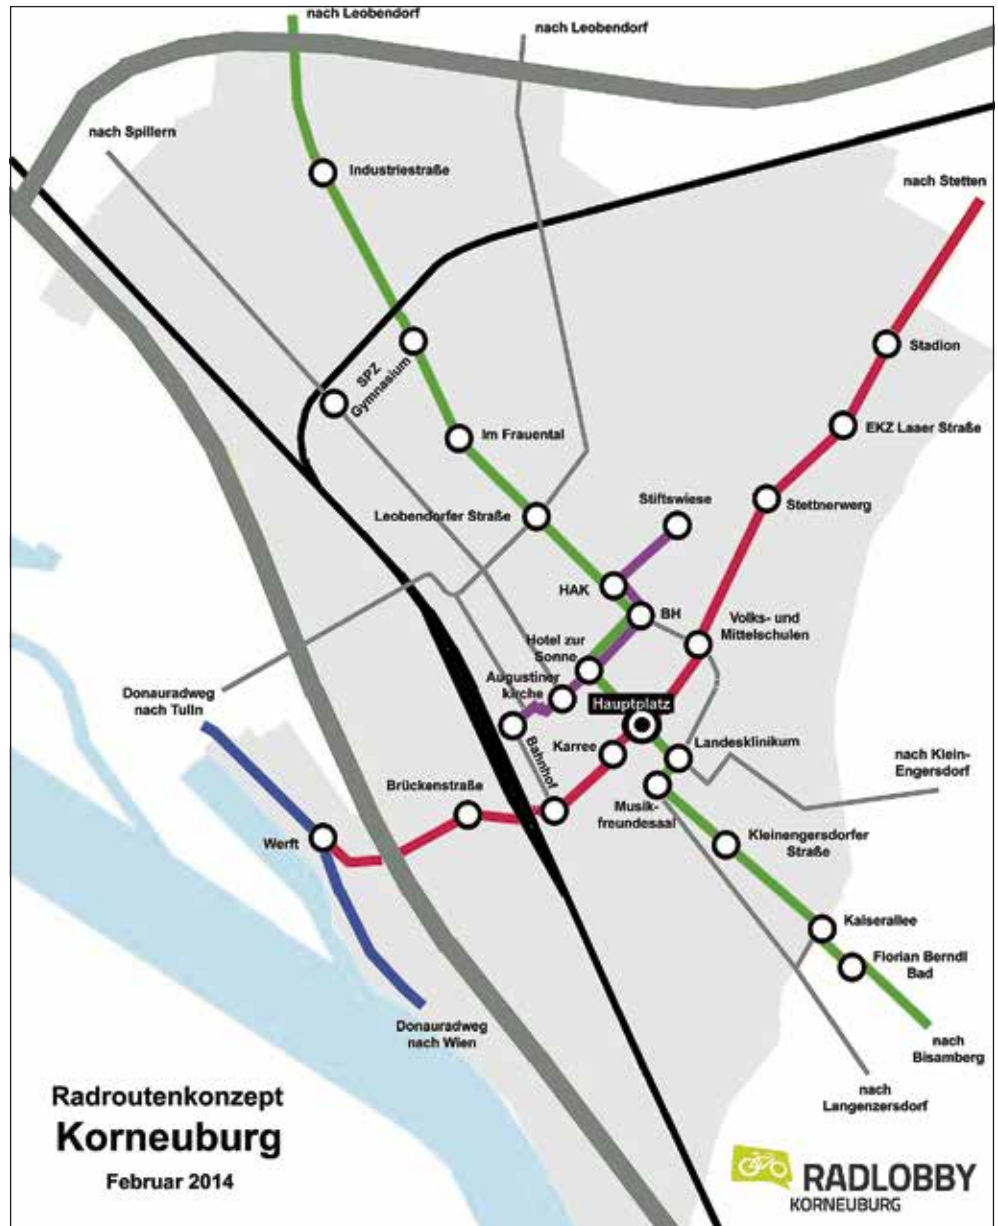 nach Leobendorf
nach Leobendorf
nach Spillern
Industriestraße
nach Stetten
Stadion
SPZ
Gymnasium
EKZ Laaer Straße
Im Frauental
Stiftswiese
Stettnerwerg
Leobendorfer Straße
HAK
BH
Volks- und
Mittelschulen
Hotel zur
Sonne
Augustiner
kirche
Donauradweg
nach Tulln
Hauptplatz
Bahnhof
Karree
Landesklinikum
nach Klein-
Engersdorf
Brückenstraße
Musik-
freundesaal
Werft
Kleinengersdorfer
Straße
Kaiserallee
Florian Berndl
Bad
Donauradweg
nach Wien
nach
Bisamberg
nach
Langenzersdorf
Radroutenkonzept
Korneuburg
Februar 2014
RADLOBBY
KORNEUBURG